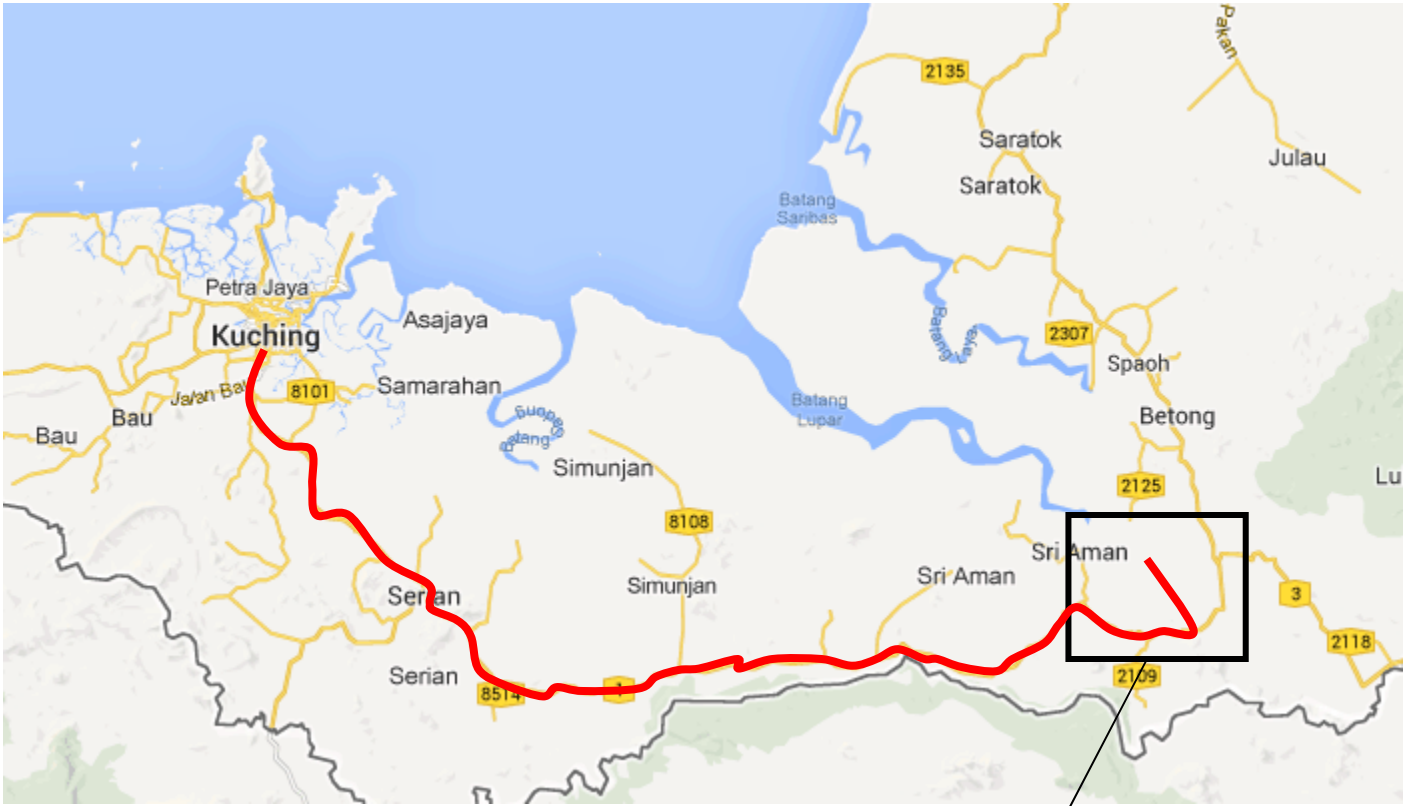 Pakan
2135
Saratok
Julau
Saratok
Batang
Saribas
Petra Jaya
Asajaya
Kuching
2307
Batang
Jaya
Spaoh
Samarahan
Jalan Bau
8101
Batang
Lupar
Bau
Betong
Bau
Batang
Sadong
Simunjan
Lu
2125
8108
Sri Aman
Sri Aman
Simunjan
Serian
3
2118
Serian
2109
8514
1